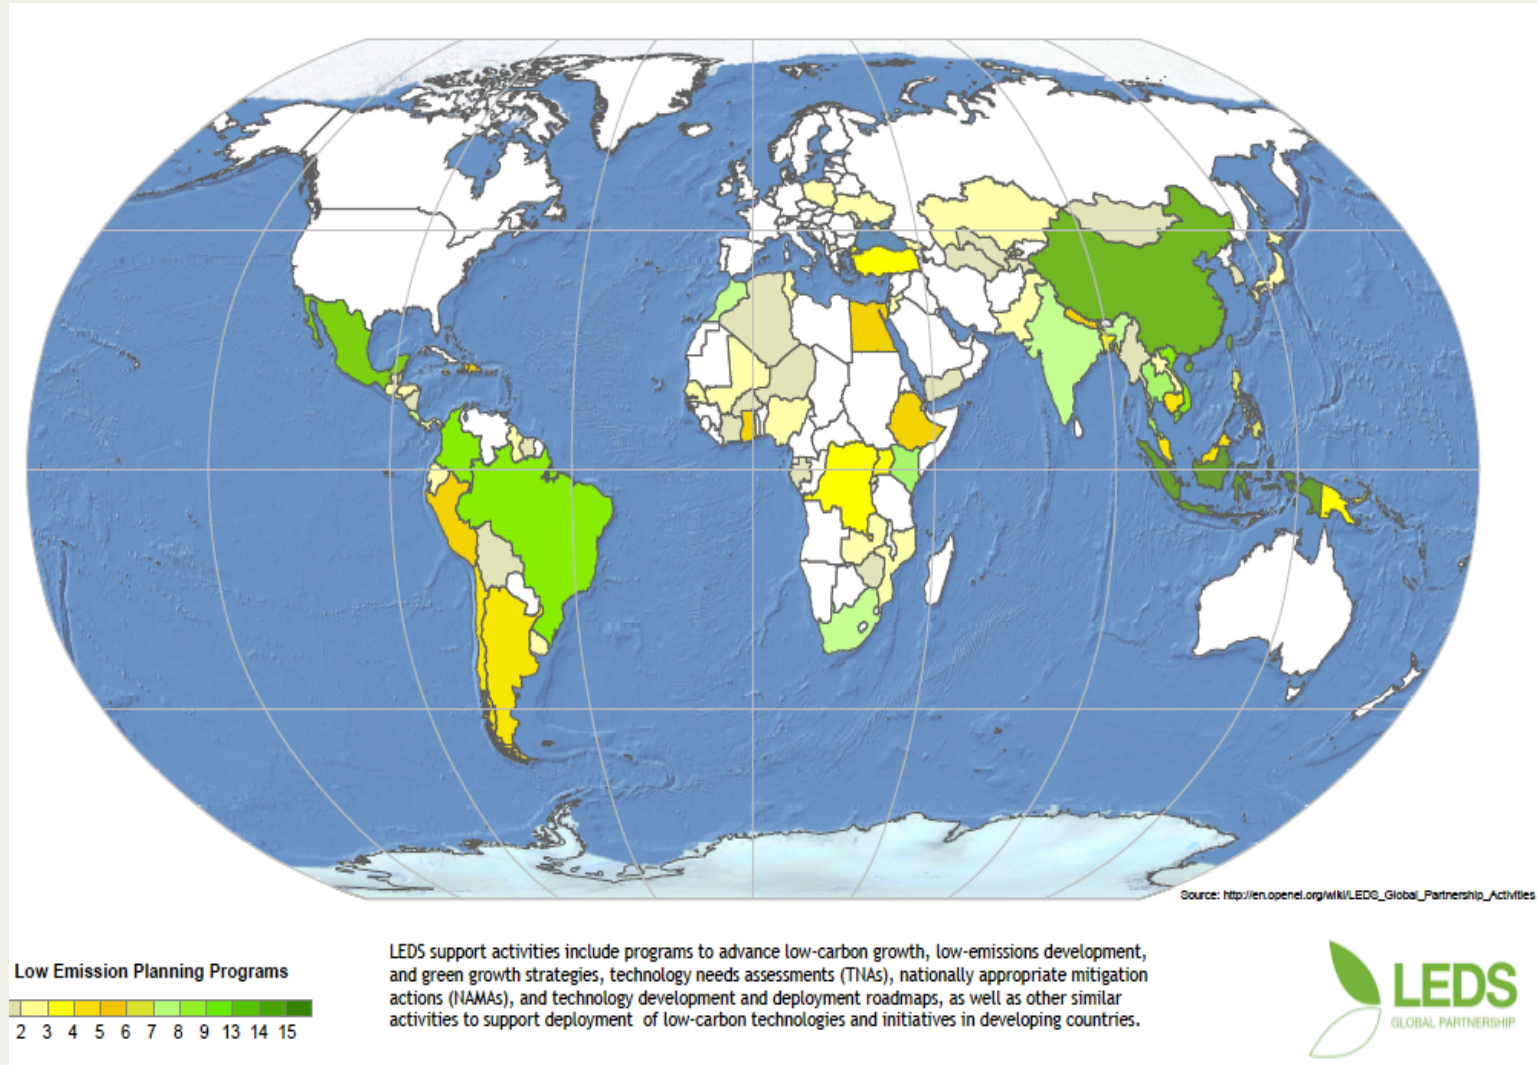 Source: http://en.openei.org/wiki/LEDS_Global_Partnership_Activities
Low Emission Planning Programs
2 3 4 5 6 7 8 9 13 14 15
LEDS support activities include programs to advance low-carbon growth, low-emissions development,
and green growth strategies, technology needs assessments (TNAs), nationally appropriate mitigation
actions (NAMAs), and technology development and deployment roadmaps, as well as other similar
activities to support deployment of low-carbon technologies and initiatives in developing countries.
LEDS
GLOBAL PARTNERSHIP